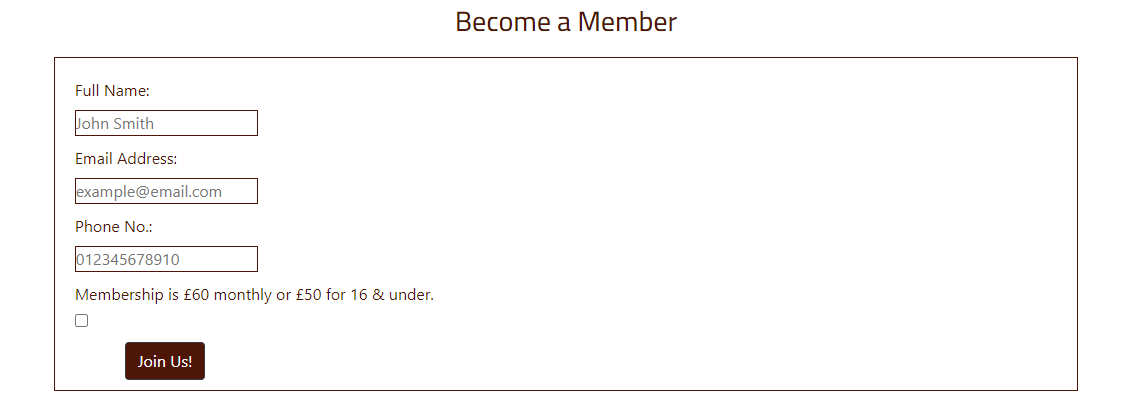 Become a Member
Full Name:
John Smith
Email Address:
example@email.com
Phone No.:
012345678910
Membership is £60 monthly or £50 for 16 & under.
Join Us!